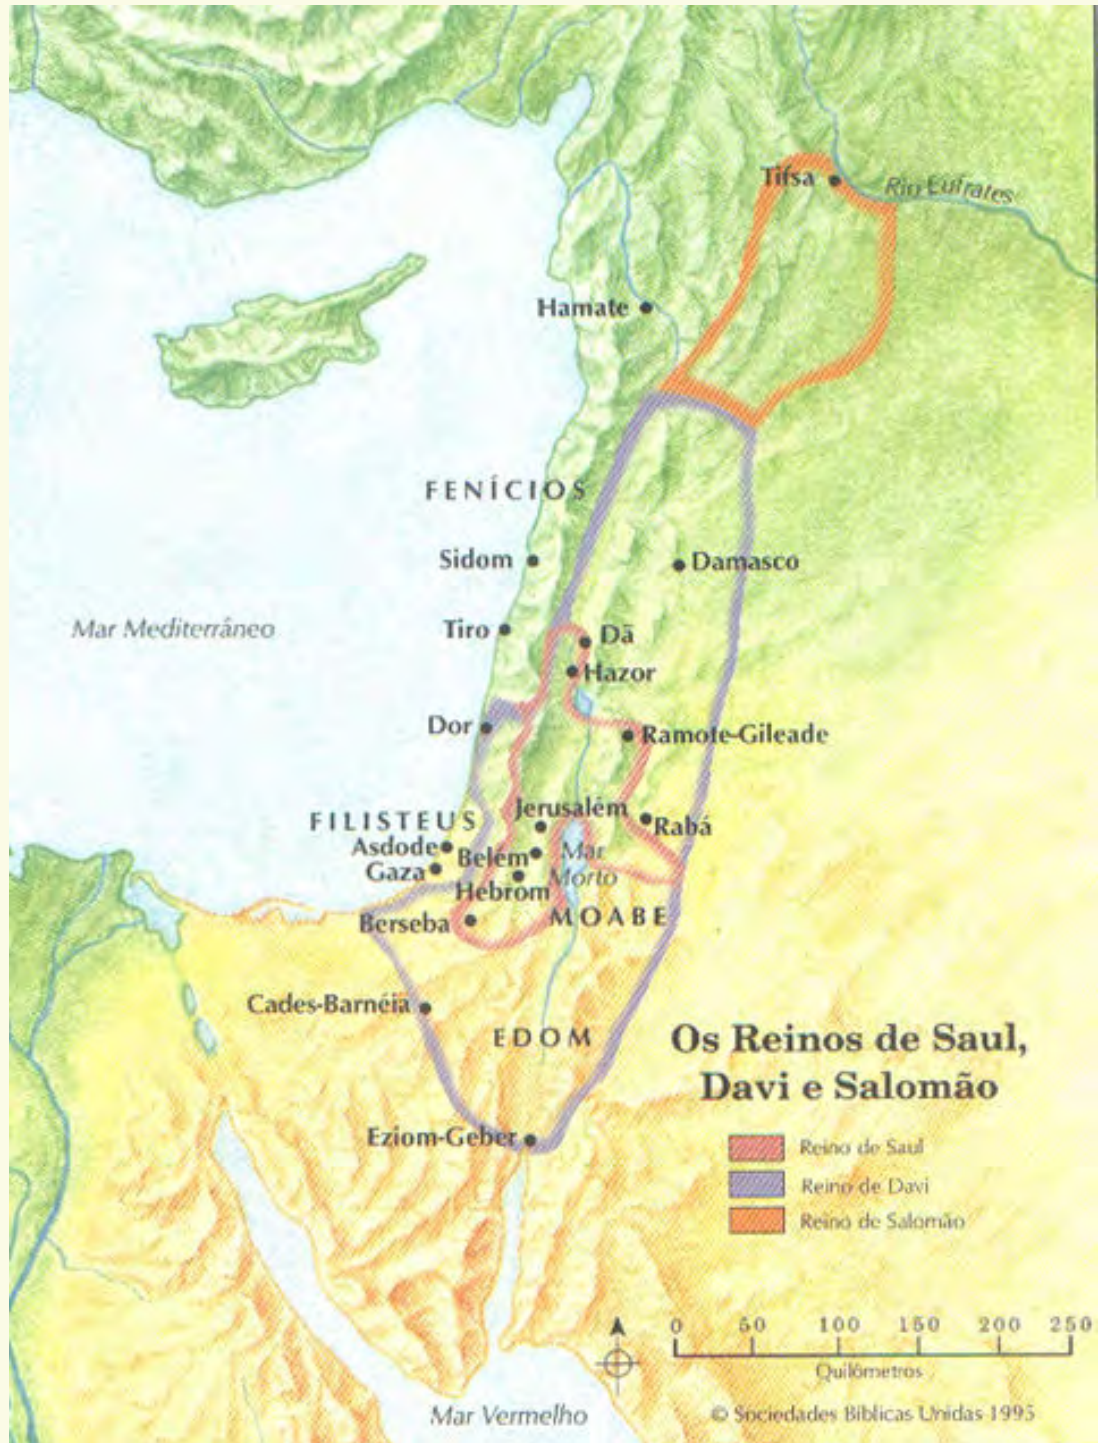 Tifsa
Rio Eufrates
Hamate
FENÍCIOS
Sidom
Damasco
Mar Mediterrâneo
Tiro
Dã
Hazor
Dor
Ramote-Gileade
Jerusalém
FILISTEUS
Rabá
Asdode
Belém
Mar
Morto
Gaza
Hebrom
Berseba
MOABE
Cades-Barnéia
EDOM
Os Reinos de Saul,
Davi e Salomão
Eziom-Geber
Reino de Saul
Reino de Davi
Reino de Salomão
0 50 100 150 200 250
Quilômetros
Mar Vermelho
© Sociedades Bíblicas Unidas 1995